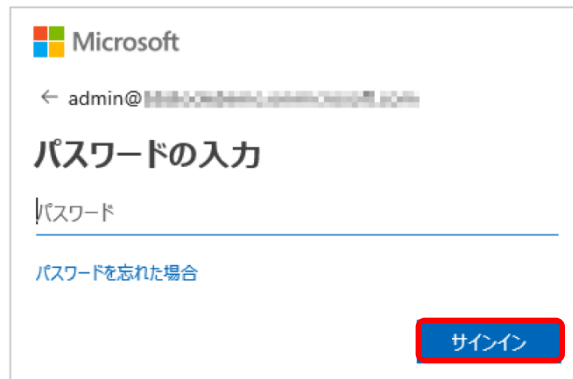 Microsoft
← admin@
パスワードの入力
パスワード
パスワードを忘れた場合
サインイン